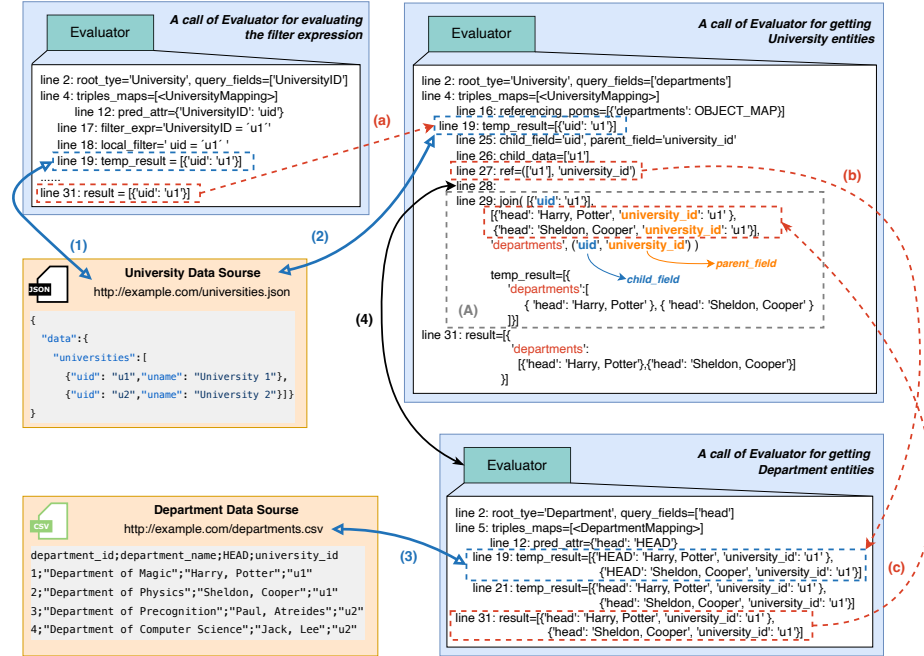 A call of Evaluator for evaluating
the filter expression
Evaluator
line 2: root_tye='University', query_fields=['UniversityID']
line 4: triples_maps=[<UniversityMapping>]
line 12: pred_attr={'UniversityID': 'uid'}
line 17: filter_expr='UniversityID = ´u1´'
line 18: local_filter=' uid = ´u1´ '
line 19: temp_result = [{'uid': 'u1'}]
......
line 31: result = [{'uid': 'u1'}]
(a)
(1)
(2)
University Data Sourse
http://example.com/universities.json
JSON
{
"data":{
"universities":[
{"uid": "u1","uname": "University 1"},
{"uid": "u2","uname": "University 2"}]}
}
A call of Evaluator for getting
University entities
Evaluator
line 2: root_tye='University', query_fields=['departments']
line 4: triples_maps=[<UniversityMapping>]
line 16: referencing_poms=[{'departments': OBJECT_MAP}]
line 19: temp_result=[{'uid': 'u1'}]
line 25: child_field='uid', parent_field='university_id'
line 26: child_data=['u1']
line 27: ref=(['u1'], 'university_id')
line 28:
line 29: join( [{'uid': 'u1'}],
[{'head': 'Harry, Potter', 'university_id': 'u1' },
{'head': 'Sheldon, Cooper', 'university_id': 'u1'}],
'departments', ('uid', 'university_id') )
parent_field
child_field
temp_result=[{
'departments':[
{ 'head': 'Harry, Potter' }, { 'head': 'Sheldon, Cooper' }
]}]
(A)
line 31: result=[{
'departments':
[{'head': 'Harry, Potter'},{'head': 'Sheldon, Cooper'}]
}]
(b)
(4)
A call of Evaluator for getting
Department entities
Evaluator
line 2: root_tye='Department', query_fields=['head']
line 5: triples_maps=[<DepartmentMapping>]
line 12: pred_attr={'head': 'HEAD'}
line 19: temp_result=[{'HEAD': 'Harry, Potter', 'university_id': 'u1' },
{'HEAD': 'Sheldon, Cooper', 'university_id': 'u1'}]
line 21: temp_result=[{'head': 'Harry, Potter', 'university_id': 'u1' },
{'head': 'Sheldon, Cooper', 'university_id': 'u1'}]
line 31: result=[{'head': 'Harry, Potter', 'university_id': 'u1' },
{'head': 'Sheldon, Cooper', 'university_id': 'u1'}]
(c)
(3)
Department Data Sourse
http://example.com/departments.csv
CSV
department_id;department_name;HEAD;university_id
1;"Department of Magic";"Harry, Potter";"u1"
2;"Department of Physics";"Sheldon, Cooper";"u1"
3;"Department of Precognition";"Paul, Atreides";"u2"
4;"Department of Computer Science";"Jack, Lee";"u2"